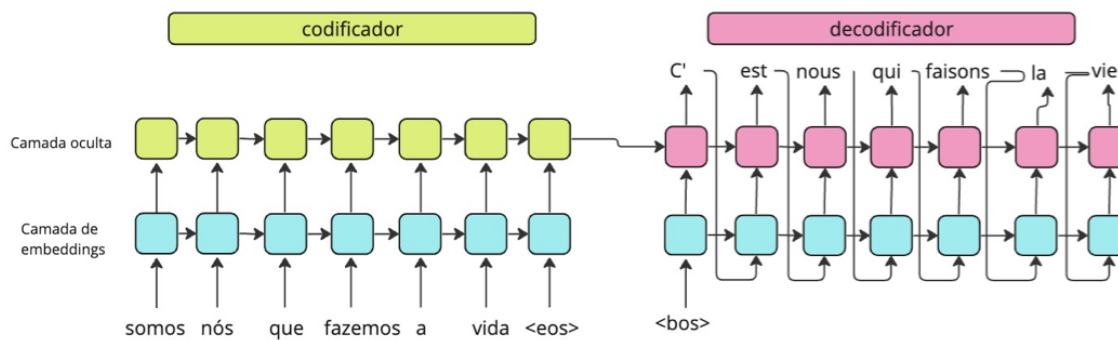 codificador
decodificador
C' est nous qui faisons la vie
Camada oculta
Camada de
embeddings
somos nós que fazemos a vida <eos>
<bos>